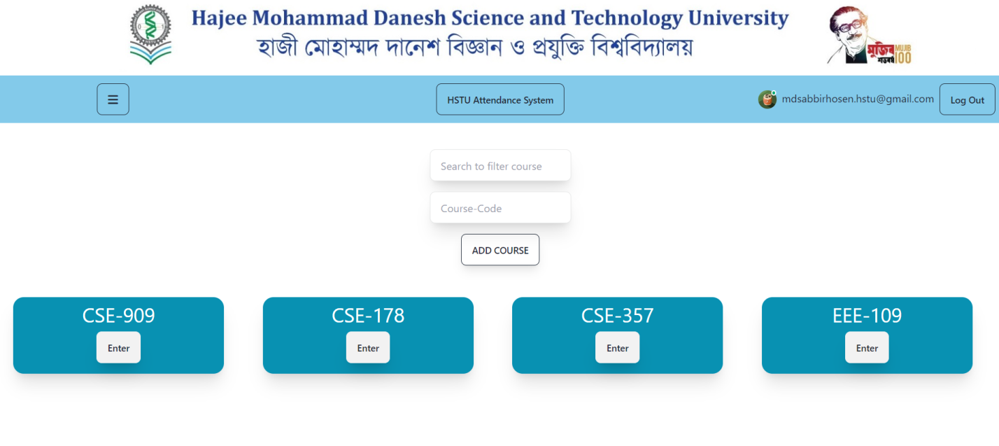 Hajee Mohammad Danesh Science and Technology University
হাজী মোহাম্মদ দানেশ বিজ্ঞান ও প্রযুক্তি বিশ্ববিদ্যালয়
মুজিব MUJIB
শতবর্ষ 100
HSTU Attendance System
mdsabbirhosen.hstu@gmail.com
Log Out
Search to filter course
Course-Code
ADD COURSE
CSE-909
CSE-178
CSE-357
EEE-109
Enter
Enter
Enter
Enter